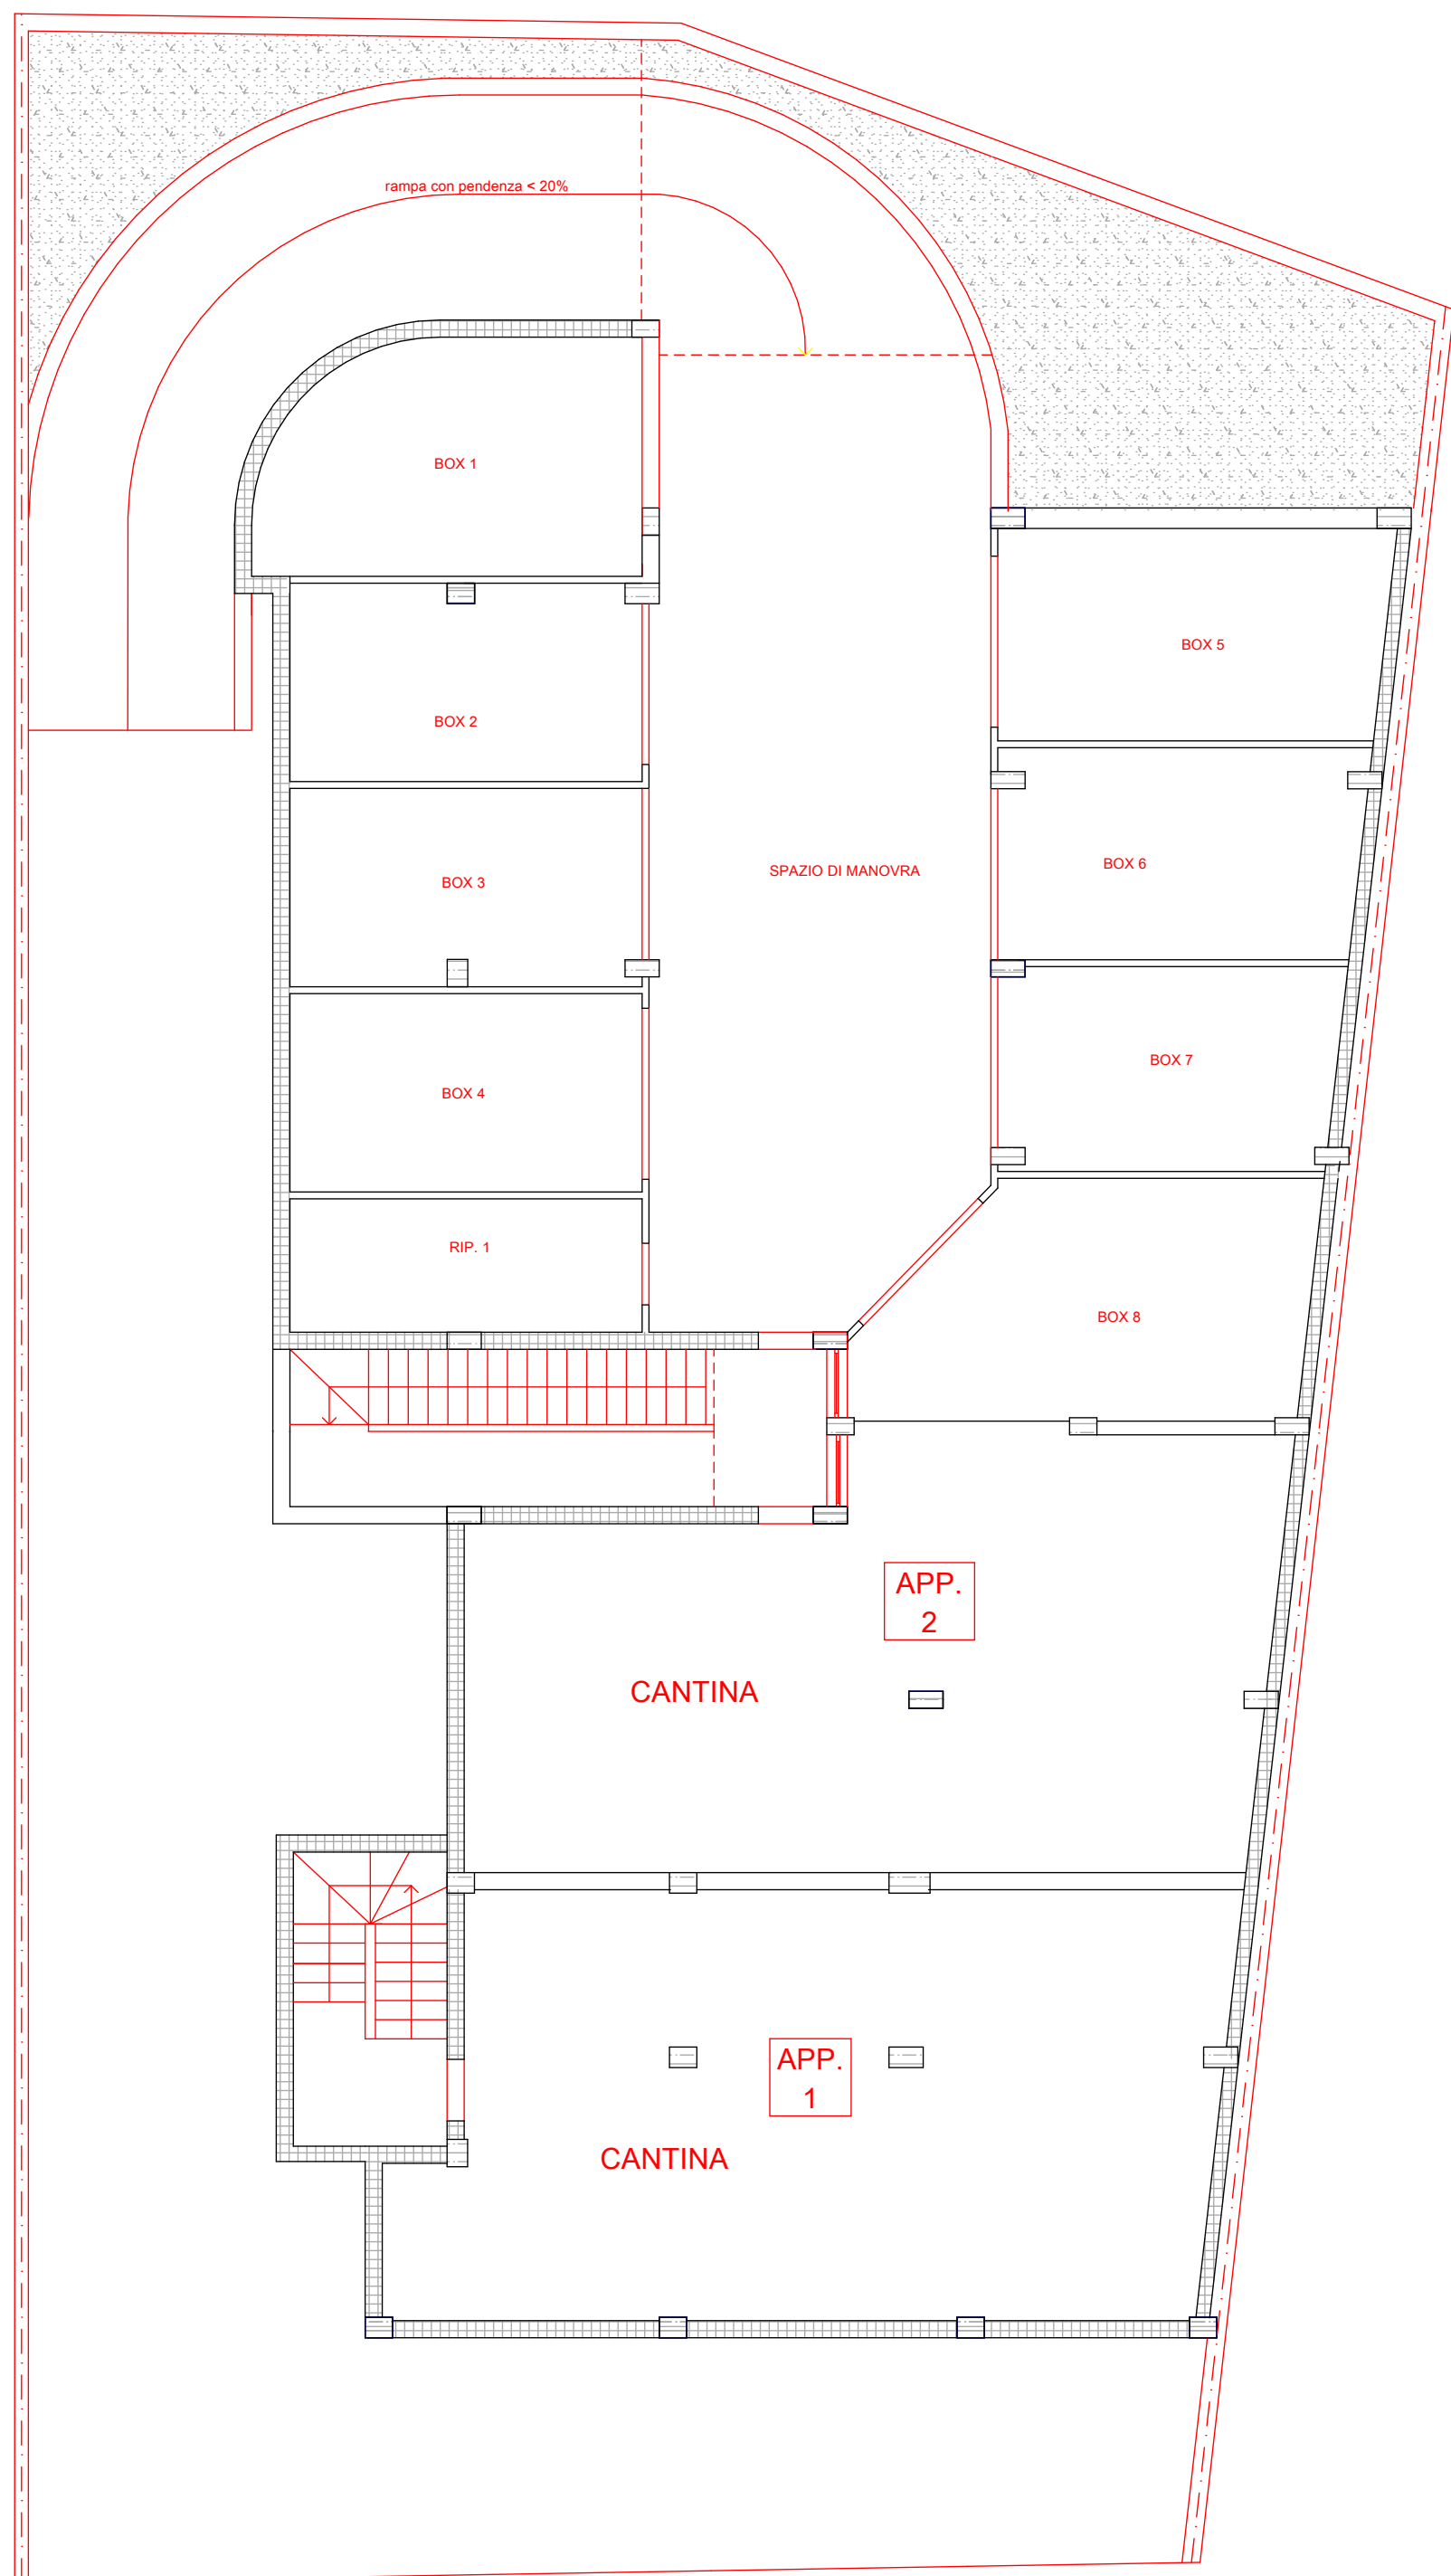 rampa con pendenza < 20%
BOX 1
BOX 5
BOX 2
BOX 6
SPAZIO DI MANOVRA
BOX 3
BOX 7
BOX 4
RIP. 1
BOX 8
APP.
2
CANTINA
APP.
1
CANTINA